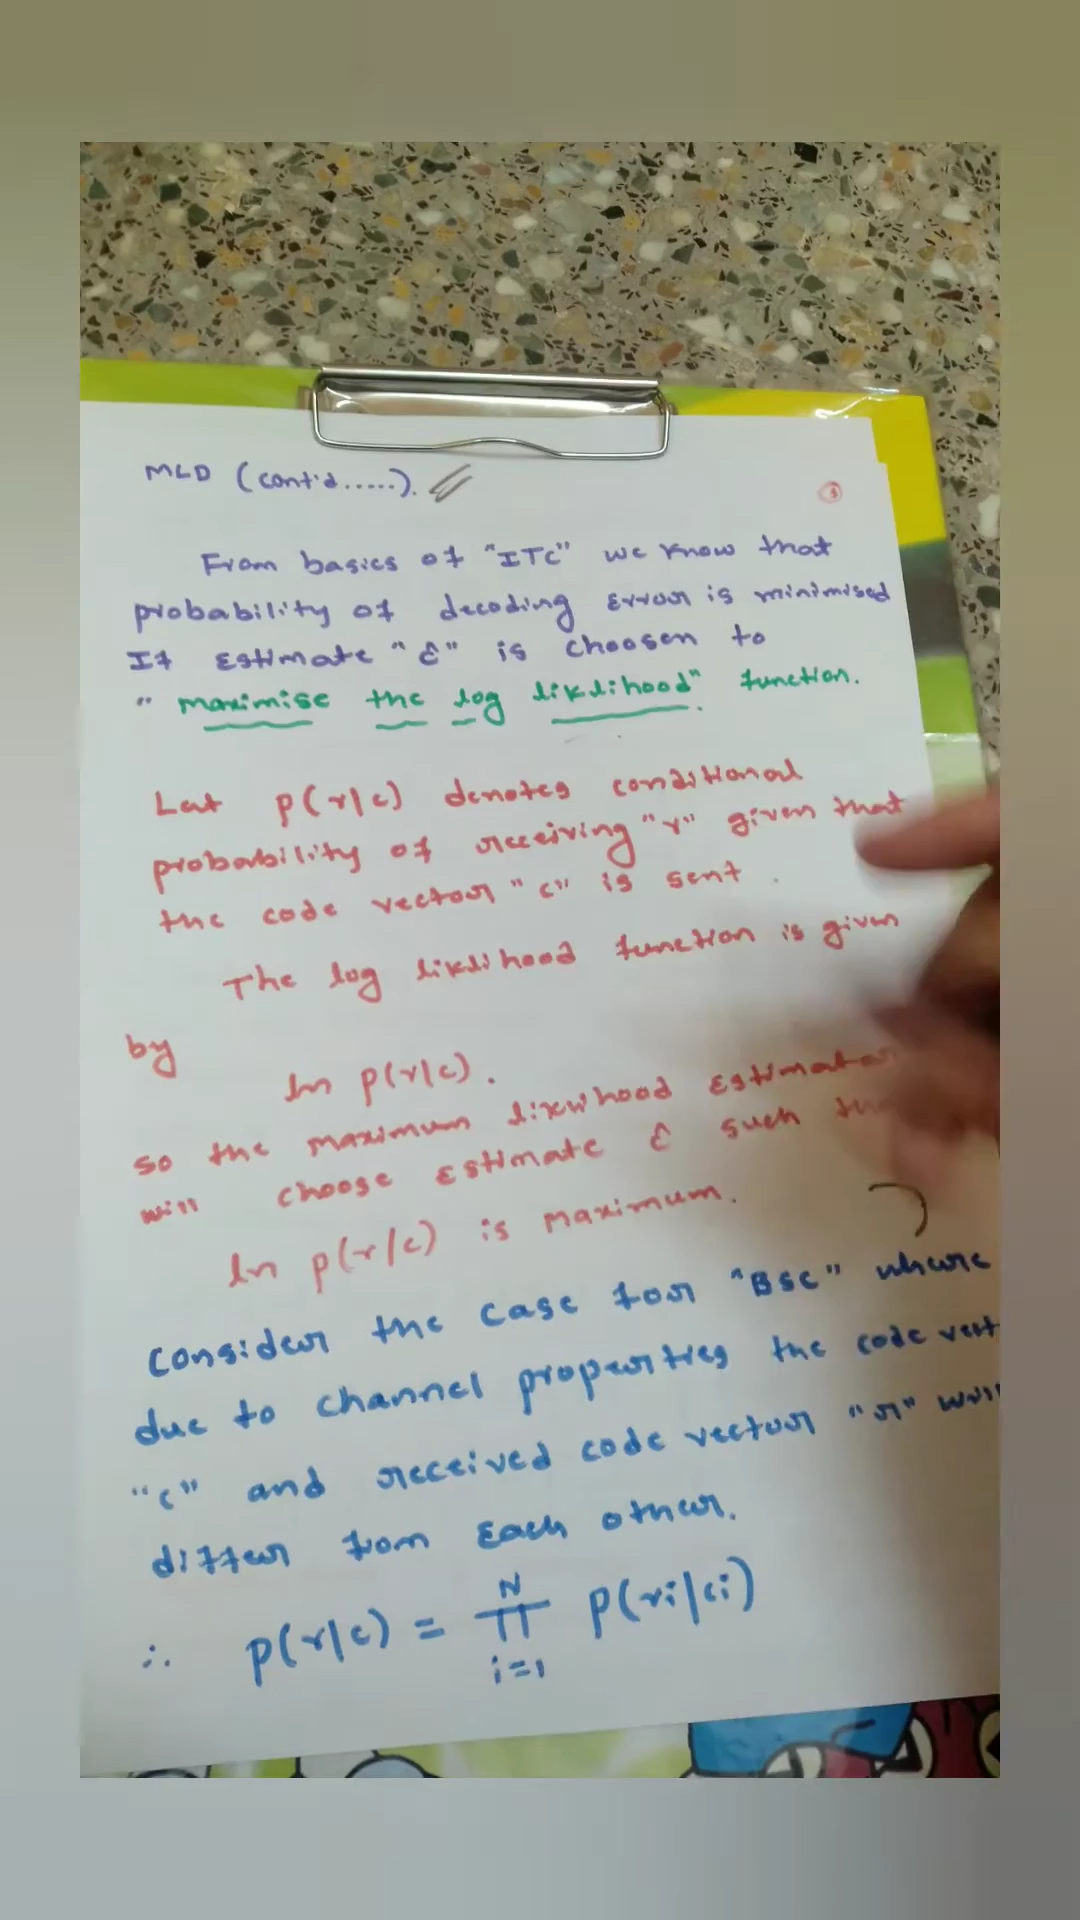 MLD (cont'd.....).
3
From basics of "ITC" we know that
probability of decoding Error is minimised
If Estimate "ĉ" is choosen to
" maximise the log liklihood" function.
Let p(r/c) denotes conditional
probability of receiving "r" given that
the code vector "c" is sent.
The log liklihood function is given
by
ln p(r/c).
so the maximum liklihood Estimator
will choose Estimate ĉ such
ln p(r/c) is maximum.
Consider the case for "BSC" where
due to channel properties the code
"c" and received code vector "r" will
differ from Each other.
∴ p(r/c) = N ∏ i=1 p(ri/ci)